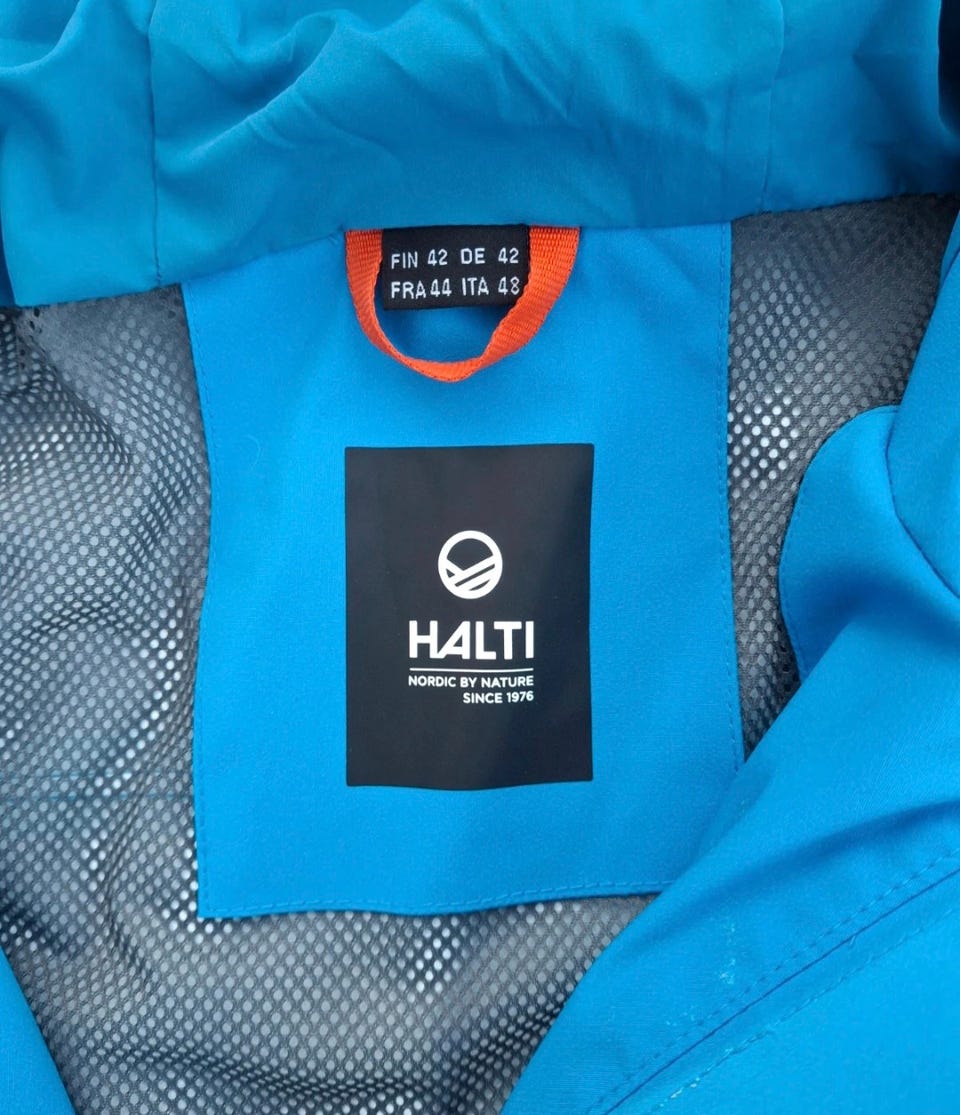 FIN 42 DE 42
FRA 44 ITA 48
HALTI
NORDIC BY NATURE
SINCE 1976